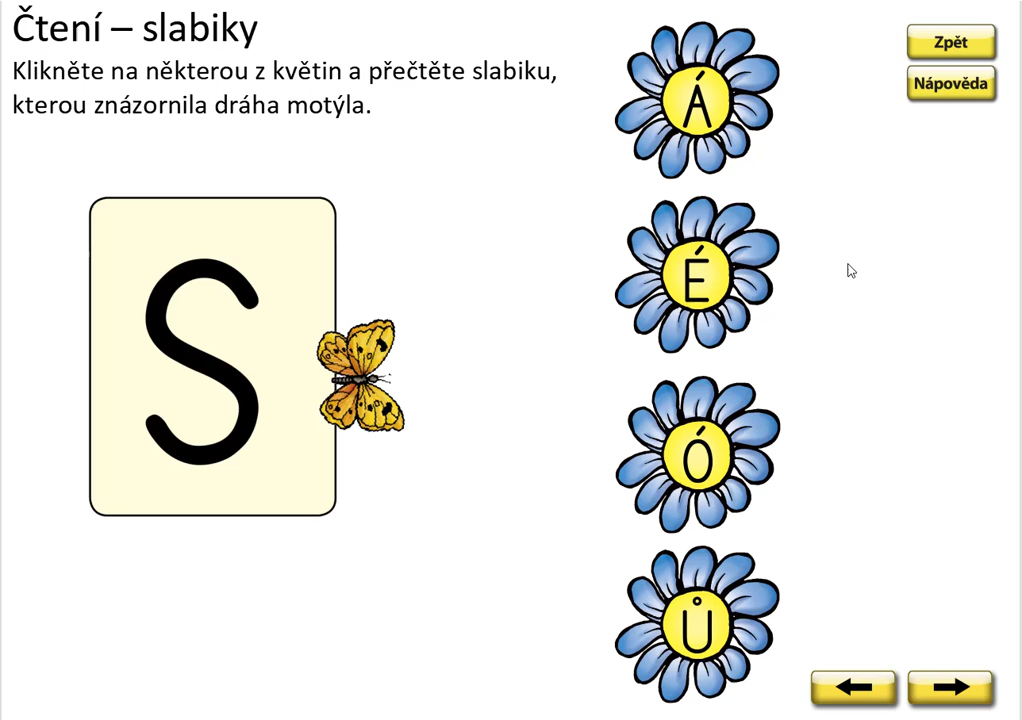 Čtení – slabiky
Klikněte na některou z květin a přečtěte slabiku,
kterou znázornila dráha motýla.
Zpět
Nápověda
S
Á
É
Ó
Ů